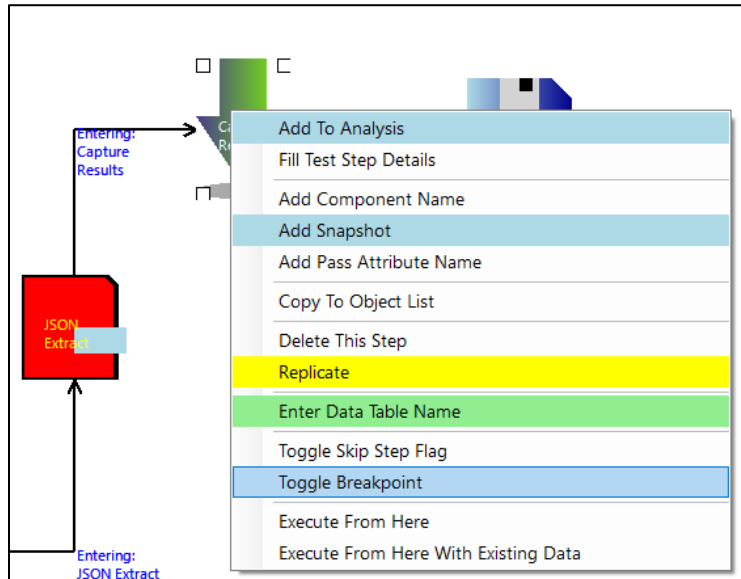 Entering:
Capture
Results
Add To Analysis
Fill Test Step Details
Add Component Name
Add Snapshot
Add Pass Attribute Name
Copy To Object List
Delete This Step
Replicate
Enter Data Table Name
Toggle Skip Step Flag
Toggle Breakpoint
Execute From Here
Execute From Here With Existing Data
JSON
Extract
Entering:
JSON Extract